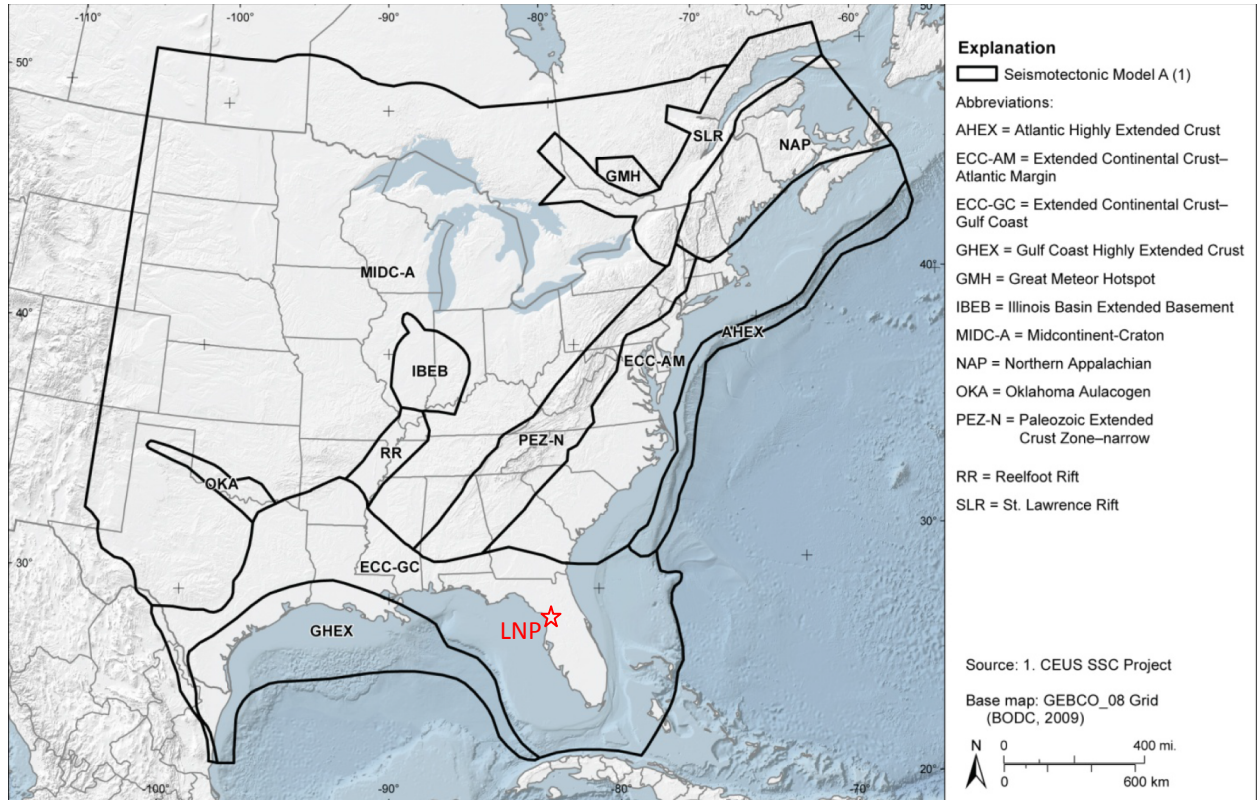 -100° -90° -80° -70° -60° 50
50°
-110°
SLR
NAP
GMH
MIDC-A
40°
40°
AHEX
ECC-AM
IBEB
PEZ-N
RR
OKA
30°
30°
ECC-GC
LNP
GHEX
20°
-100° -90° -80° -70°
Explanation
Seismotectonic Model A (1)
Abbreviations:
AHEX = Atlantic Highly Extended Crust
ECC-AM = Extended Continental Crust–
Atlantic Margin
ECC-GC = Extended Continental Crust–
Gulf Coast
GHEX = Gulf Coast Highly Extended Crust
GMH = Great Meteor Hotspot
IBEB = Illinois Basin Extended Basement
MIDC-A = Midcontinent-Craton
NAP = Northern Appalachian
OKA = Oklahoma Aulacogen
PEZ-N = Paleozoic Extended
Crust Zone–narrow
RR = Reelfoot Rift
SLR = St. Lawrence Rift
Source: 1. CEUS SSC Project
Base map: GEBCO_08 Grid
(BODC, 2009)
N
0 400 mi.
0 600 km